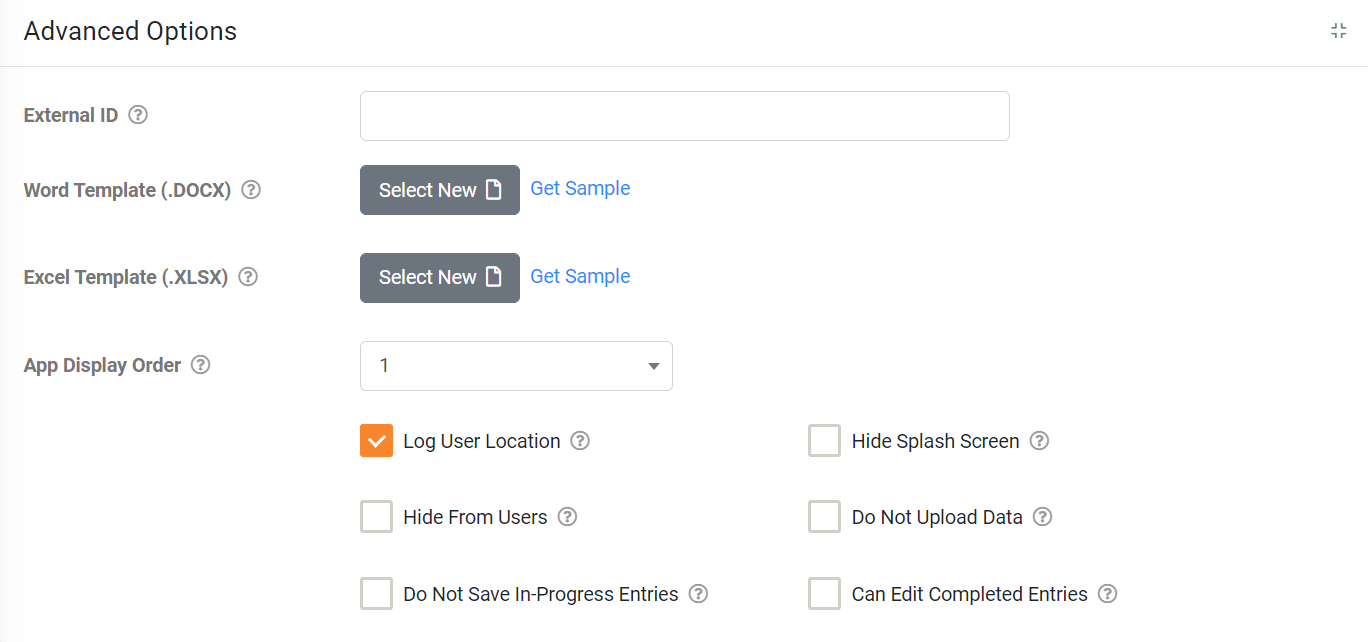 Advanced Options
External ID
Word Template (.DOCX)
Select New
Get Sample
Excel Template (.XLSX)
Select New
Get Sample
App Display Order
1
Log User Location
Hide Splash Screen
Hide From Users
Do Not Upload Data
Do Not Save In-Progress Entries
Can Edit Completed Entries